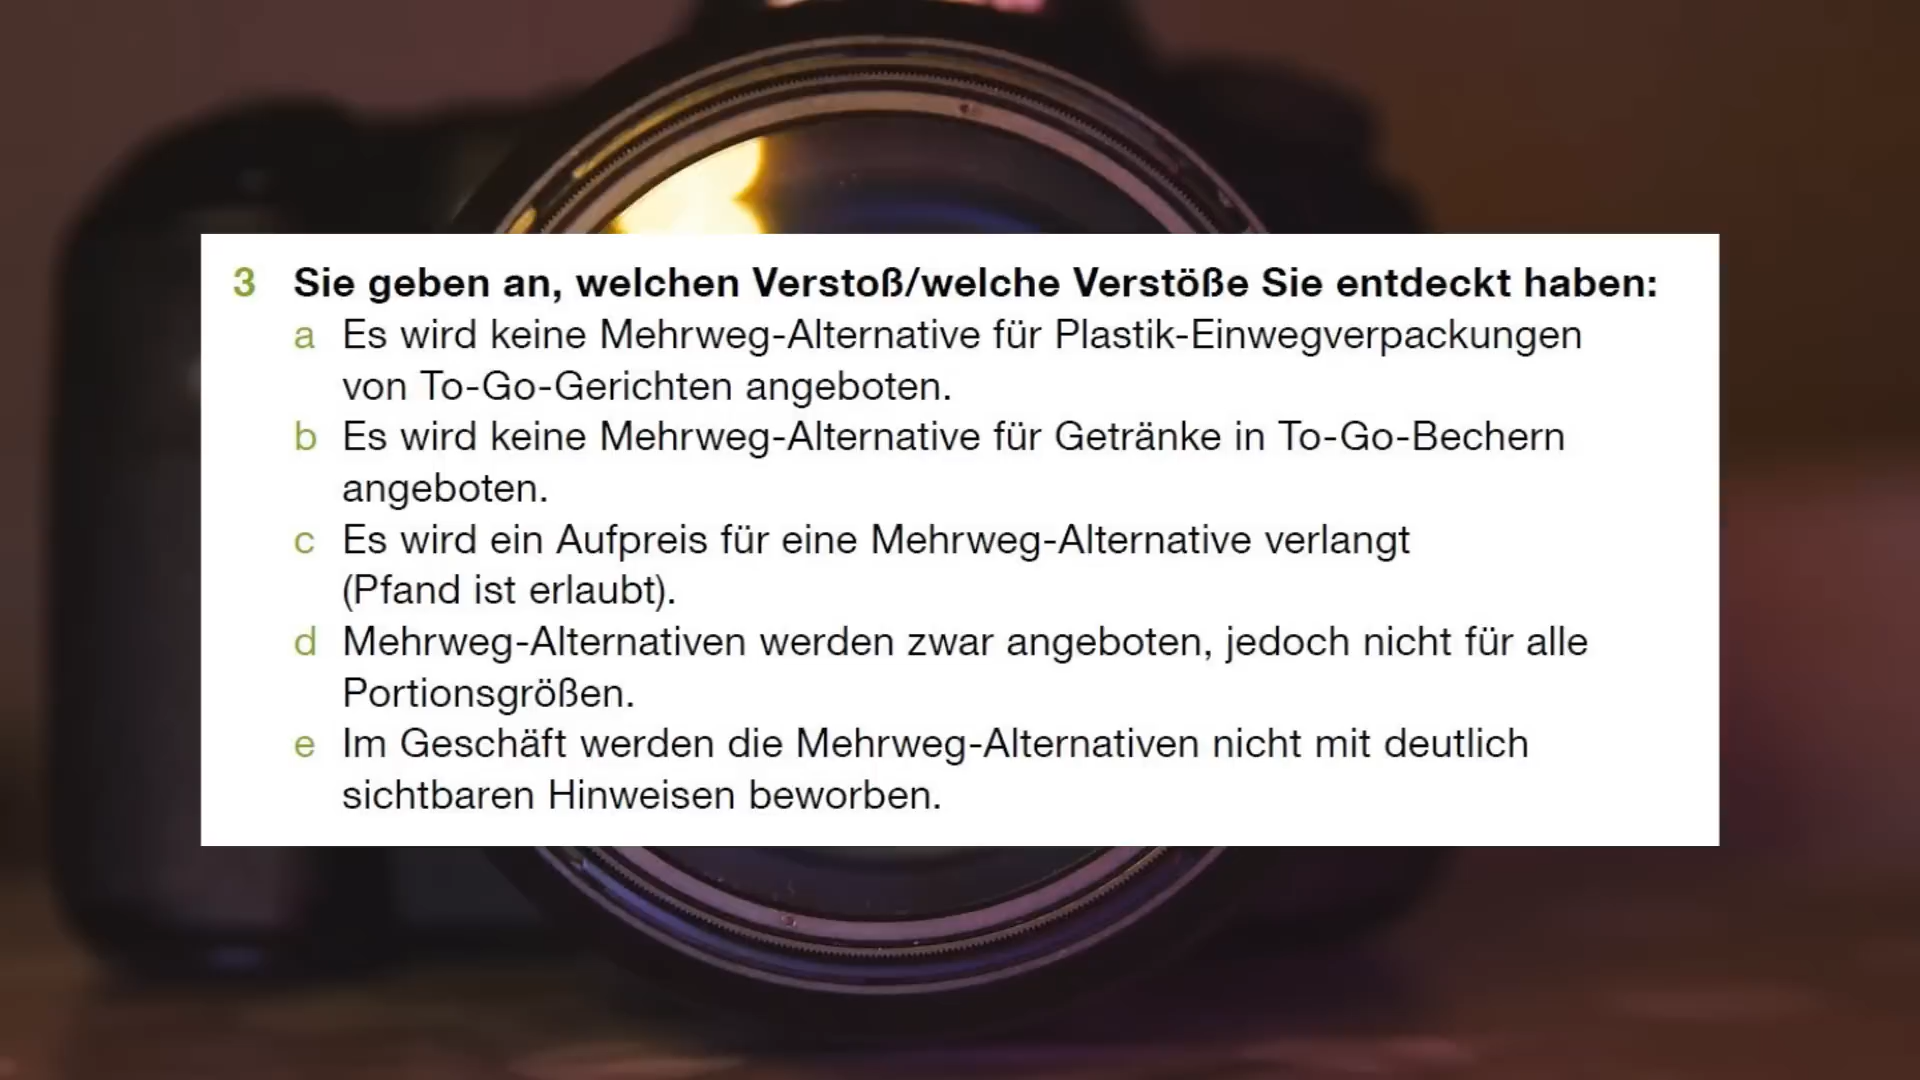 3 Sie geben an, welchen Verstoß/welche Verstöße Sie entdeckt haben:
a Es wird keine Mehrweg-Alternative für Plastik-Einwegverpackungen
von To-Go-Gerichten angeboten.
b Es wird keine Mehrweg-Alternative für Getränke in To-Go-Bechern
angeboten.
c Es wird ein Aufpreis für eine Mehrweg-Alternative verlangt
(Pfand ist erlaubt).
d Mehrweg-Alternativen werden zwar angeboten, jedoch nicht für alle
Portionsgrößen.
e Im Geschäft werden die Mehrweg-Alternativen nicht mit deutlich
sichtbaren Hinweisen beworben.